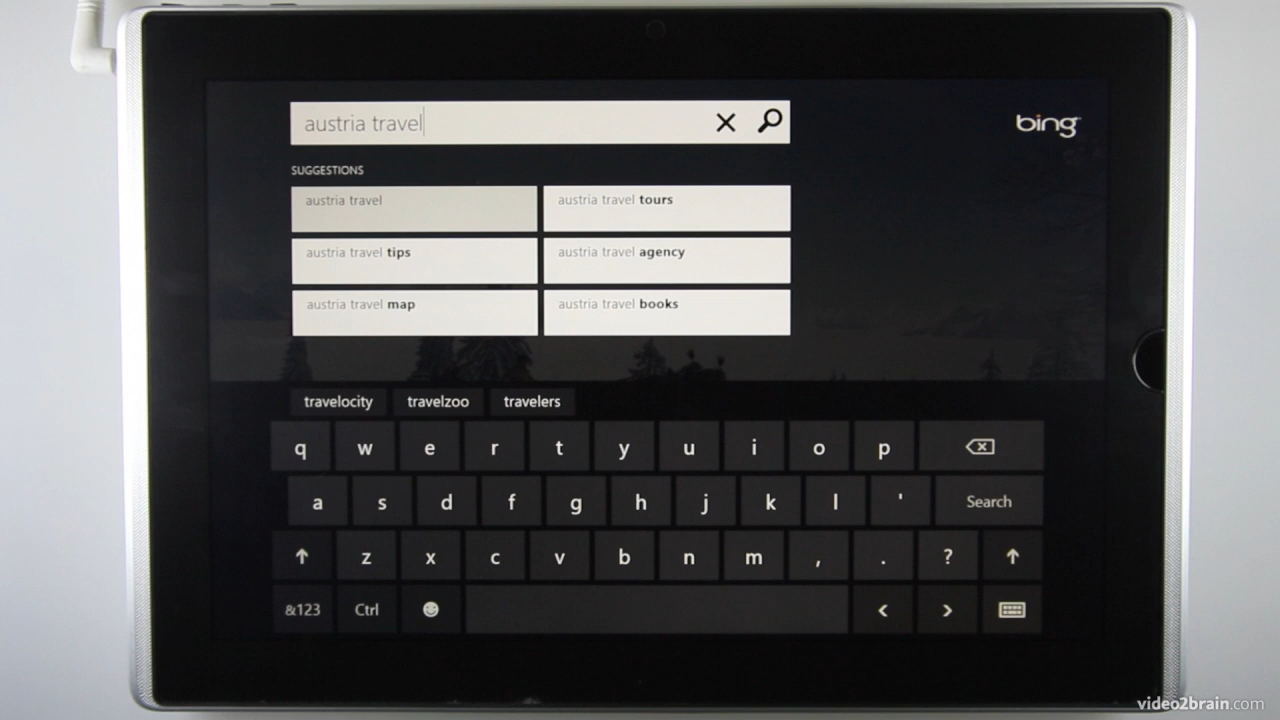 austria travel
bing
SUGGESTIONS
austria travel
austria travel tours
austria travel tips
austria travel agency
austria travel map
austria travel books
travelocity travelzoo travelers
q w e r t y u i o p
a s d f g h j k l ' Search
z x c v b n m , . ?
&123 Ctrl < >
video2brain.com